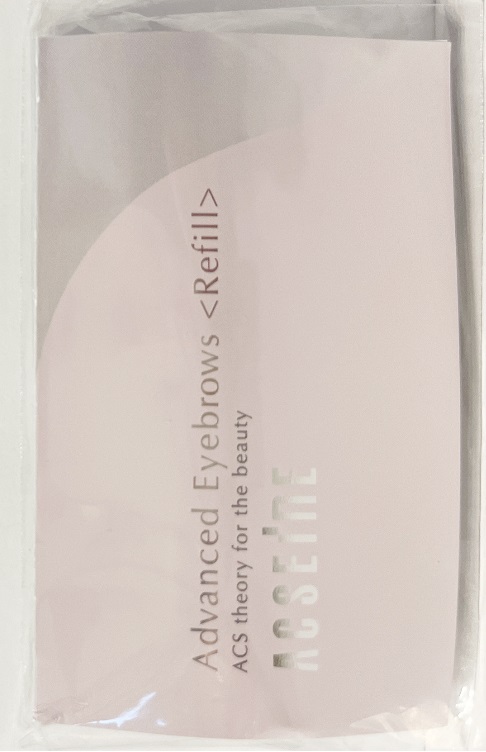 Advanced Eyebrows <Refill>
ACS theory for the beauty
ACSEINE